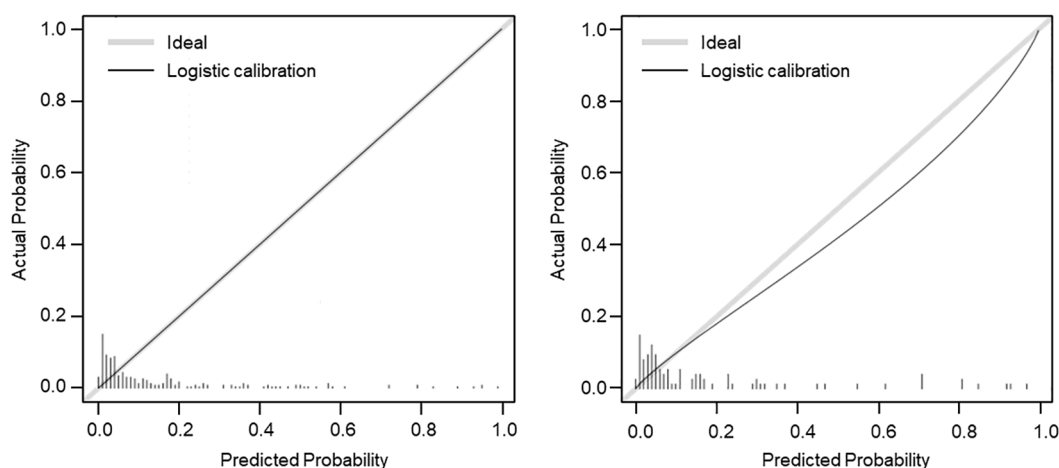 1.0
Ideal
Logistic calibration
0.8
0.6
0.4
0.2
0.0
Actual Probability
0.0 0.2 0.4 0.6 0.8 1.0
Predicted Probability
1.0
Ideal
Logistic calibration
0.8
0.6
0.4
0.2
0.0
Actual Probability
0.0 0.2 0.4 0.6 0.8 1.0
Predicted Probability